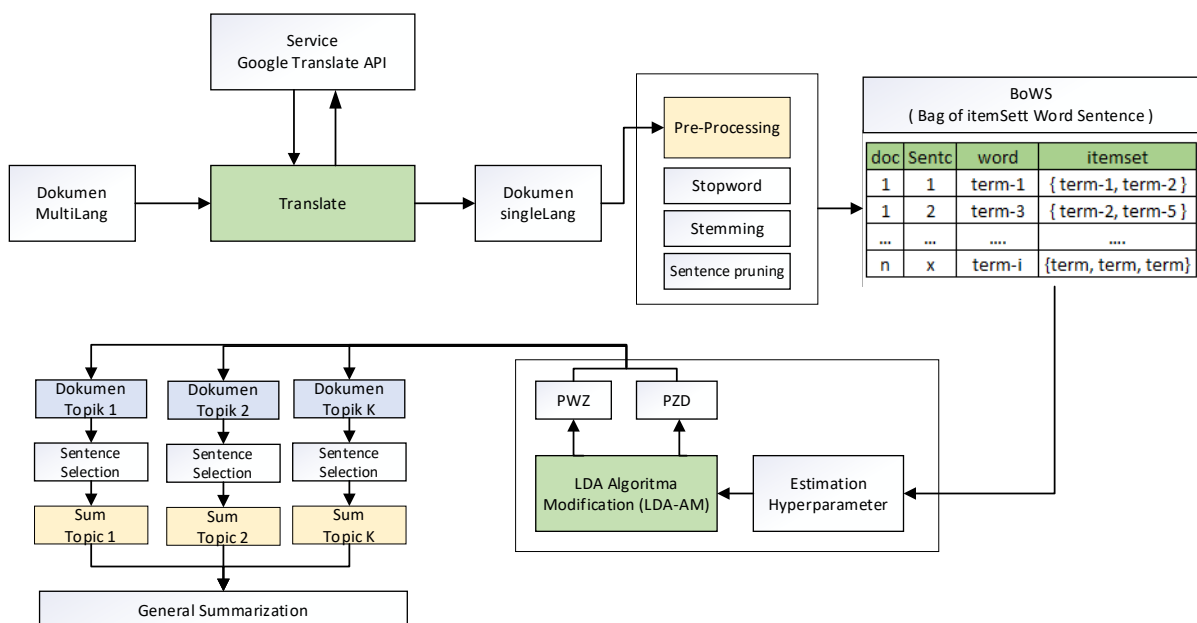 Service
Google Translate API
Dokumen
MultiLang
Translate
Dokumen
singleLang
Pre-Processing
Stopword
Stemming
Sentence pruning
BoWS
( Bag of itemSett Word Sentence )
doc Sentc word itemset
1 1 term-1 { term-1, term-2 }
1 2 term-3 { term-2, term-5 }
... ... .... ....
n x term-i {term, term, term}
Dokumen
Topik 1
Dokumen
Topik 2
Dokumen
Topik K
Sentence
Selection
Sentence
Selection
Sentence
Selection
Sum
Topic 1
Sum
Topic 2
Sum
Topic K
General Summarization
PWZ
PZD
LDA Algoritma
Modification (LDA-AM)
Estimation
Hyperparameter